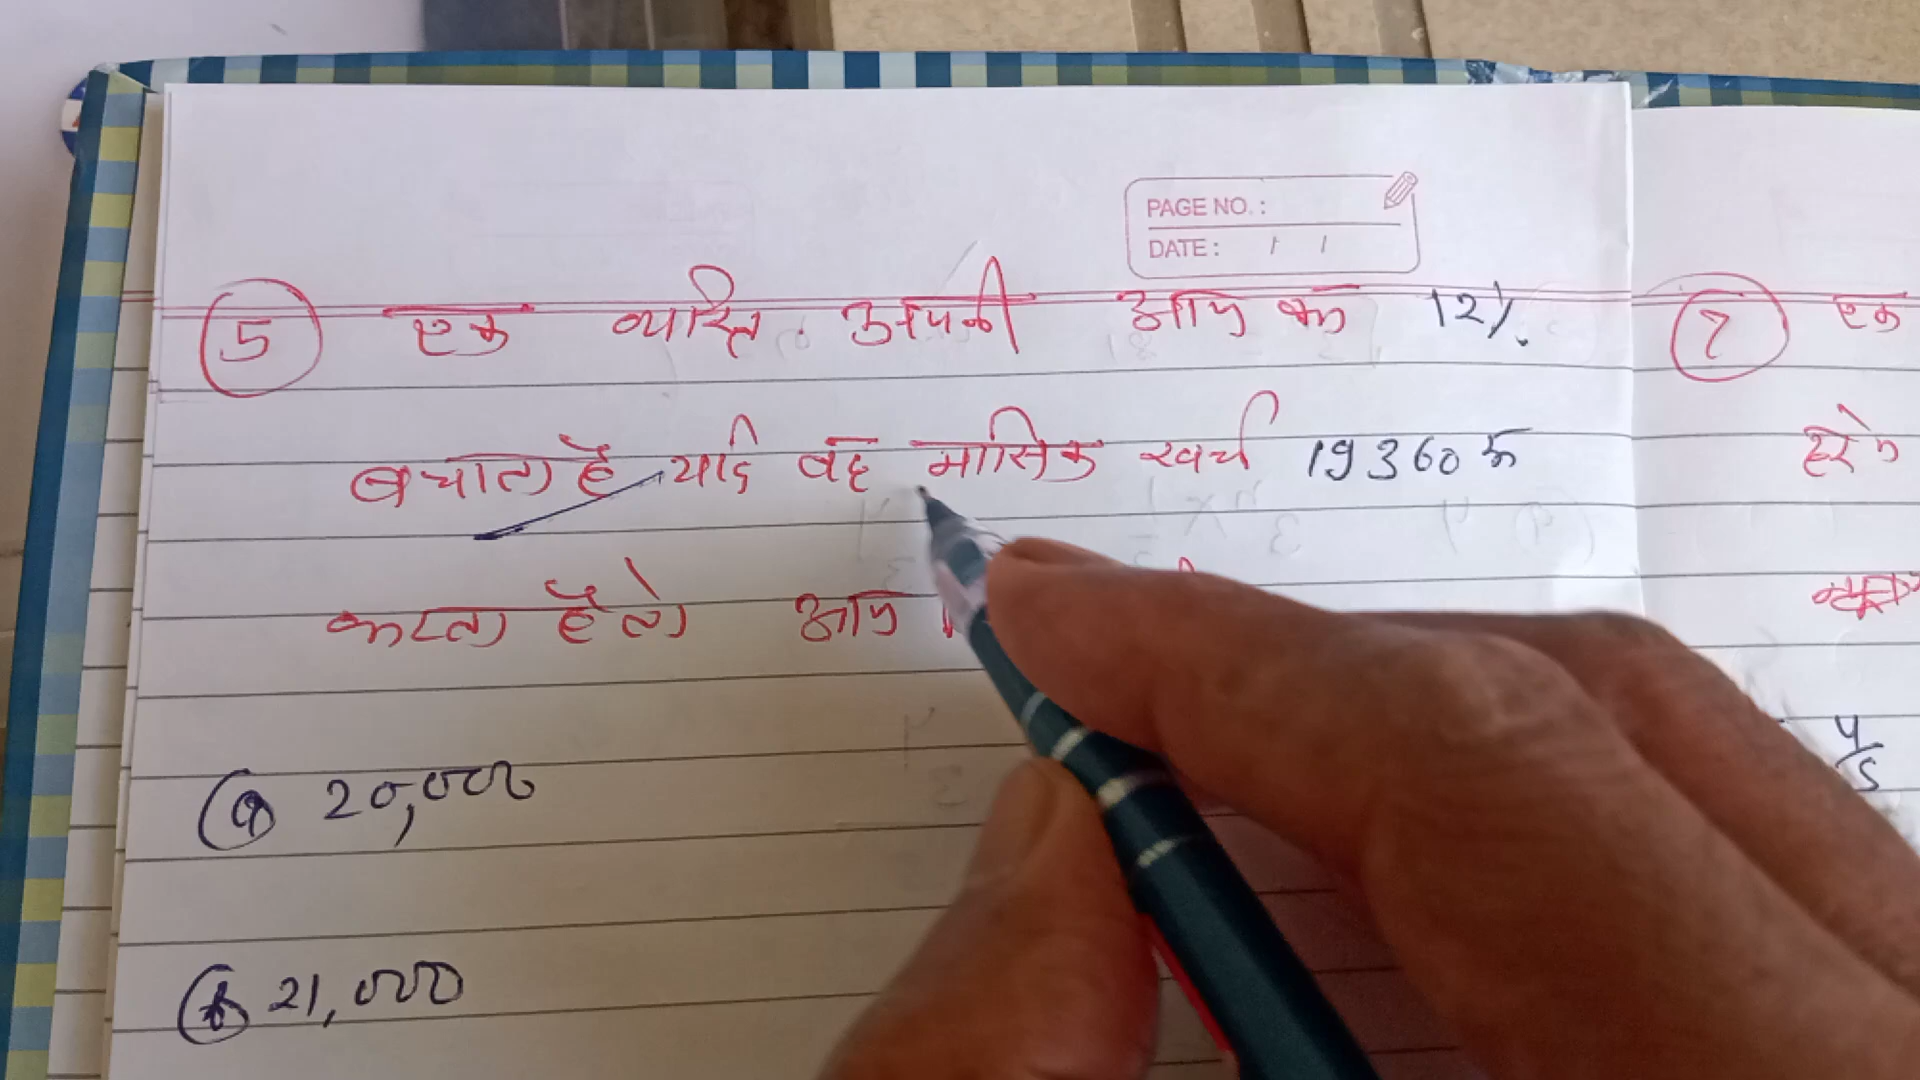 PAGE NO. :
DATE : / /
5 एक व्यक्ति अपनी आय का 12%
बचाता है यदि वह मासिक खर्च 19360 रू
करता है तो आय
a 20,000
b 21,000
7 एक
4/5